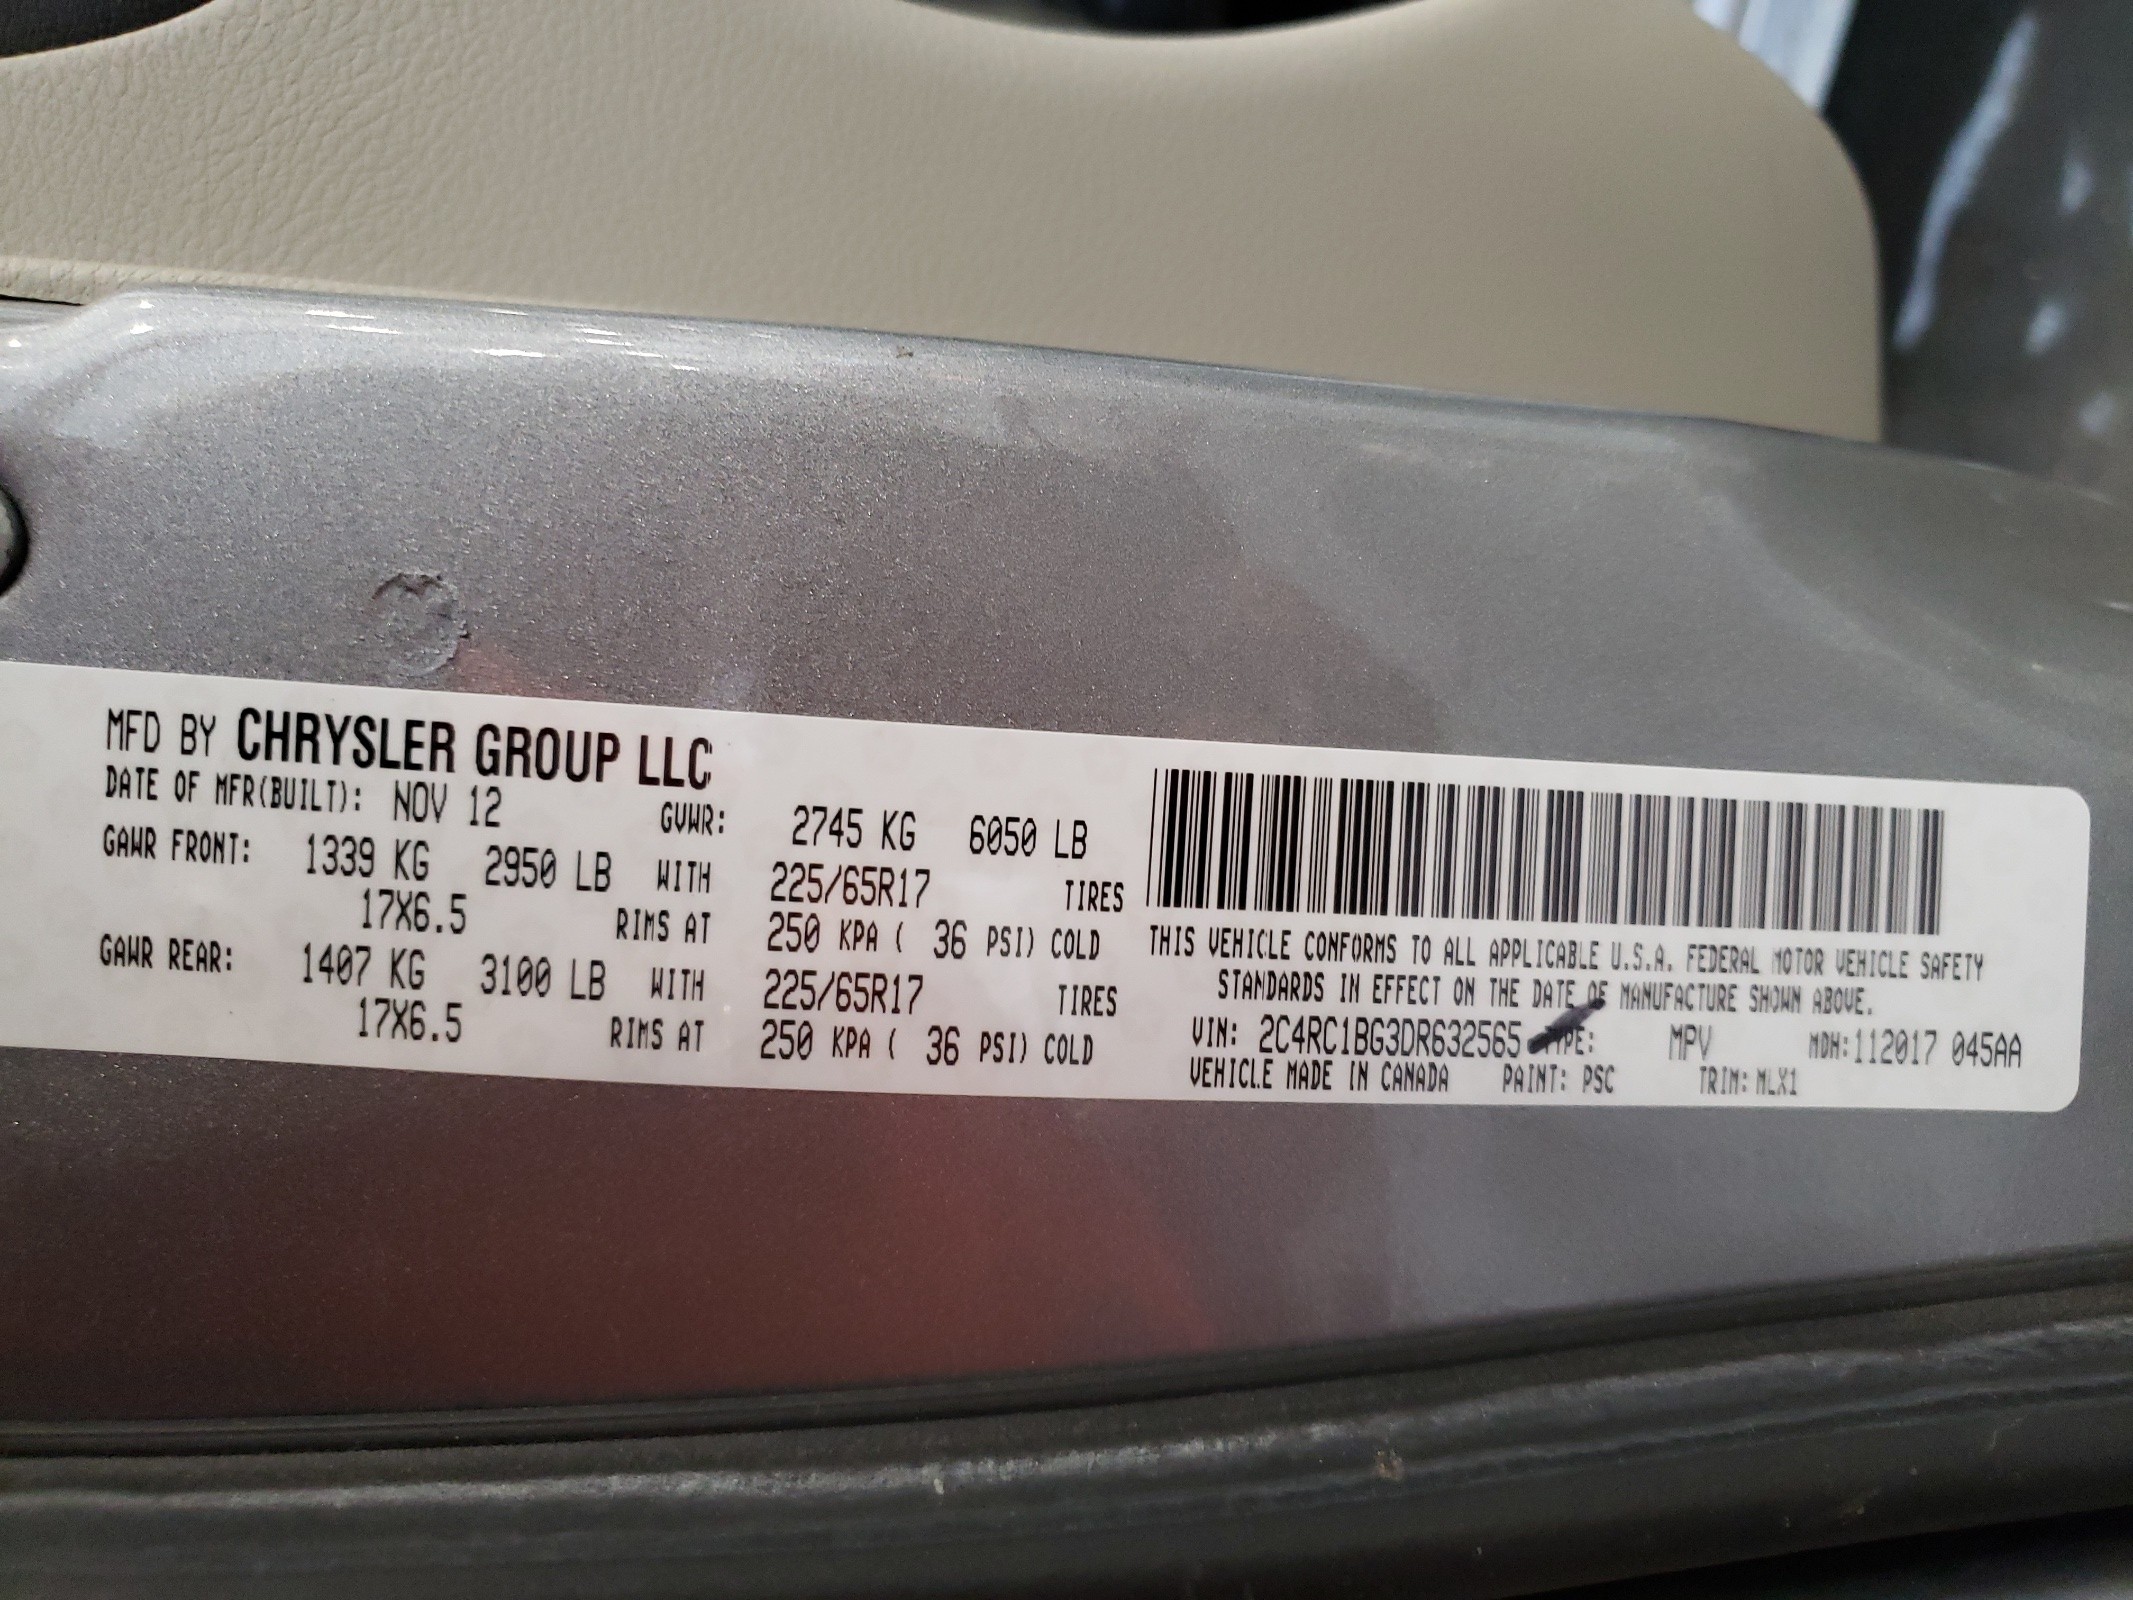 MFD BY CHRYSLER GROUP LLC
DATE OF MFR(BUILT): NOV 12 GVWR: 2745 KG 6050 LB
GAWR FRONT: 1339 KG 2950 LB WITH 225/65R17 TIRES
17X6.5 RIMS AT 250 KPA ( 36 PSI) COLD
GAWR REAR: 1407 KG 3100 LB WITH 225/65R17 TIRES
17X6.5 RIMS AT 250 KPA ( 36 PSI) COLD
THIS VEHICLE CONFORMS TO ALL APPLICABLE U.S.A. FEDERAL MOTOR VEHICLE SAFETY
STANDARDS IN EFFECT ON THE DATE OF MANUFACTURE SHOWN ABOVE.
VIN: 2C4RC1BG3DR632565 TYPE: MPV MDH:112017 045AA
VEHICLE MADE IN CANADA PAINT: PSC TRIM: MLX1